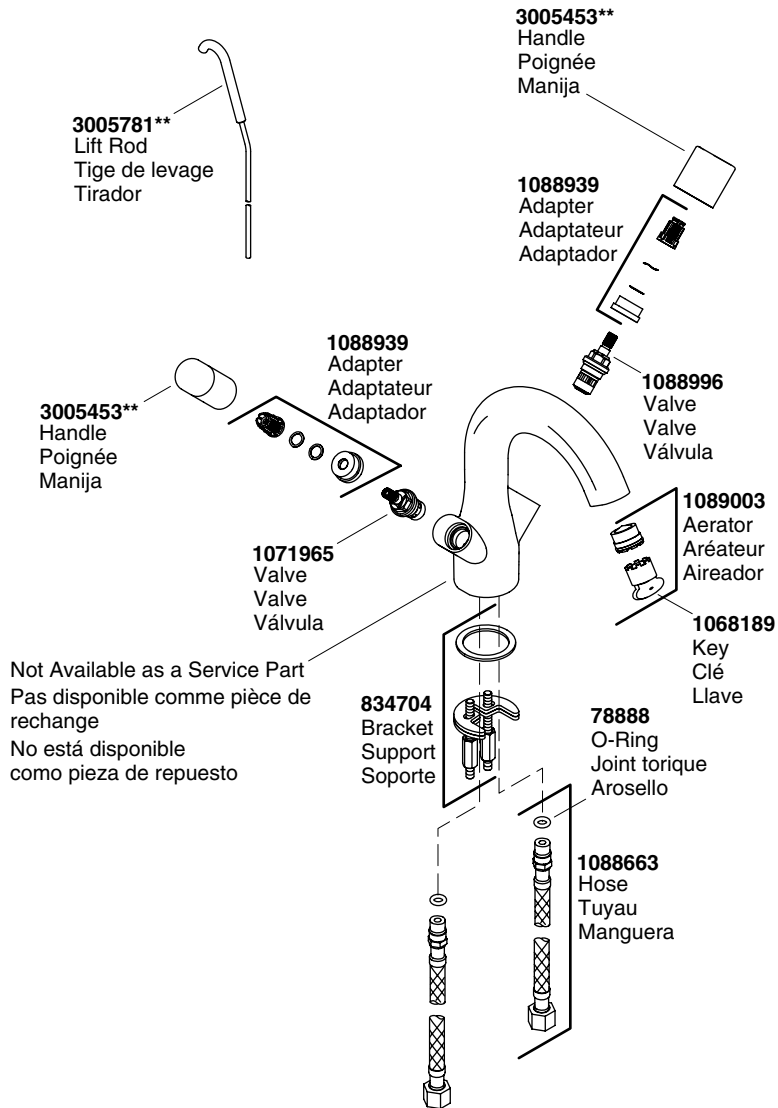 3005453**
Handle
Poignée
Manija
3005781**
Lift Rod
Tige de levage
Tirador
1088939
Adapter
Adaptateur
Adaptador
1088939
Adapter
Adaptateur
Adaptador
1088996
Valve
Valve
Válvula
3005453**
Handle
Poignée
Manija
1089003
Aerator
Aréateur
Aireador
1071965
Valve
Valve
Válvula
1068189
Key
Clé
Llave
Not Available as a Service Part
Pas disponible comme pièce de
rechange
No está disponible
como pieza de repuesto
834704
Bracket
Support
Soporte
78888
O-Ring
Joint torique
Arosello
1088663
Hose
Tuyau
Manguera